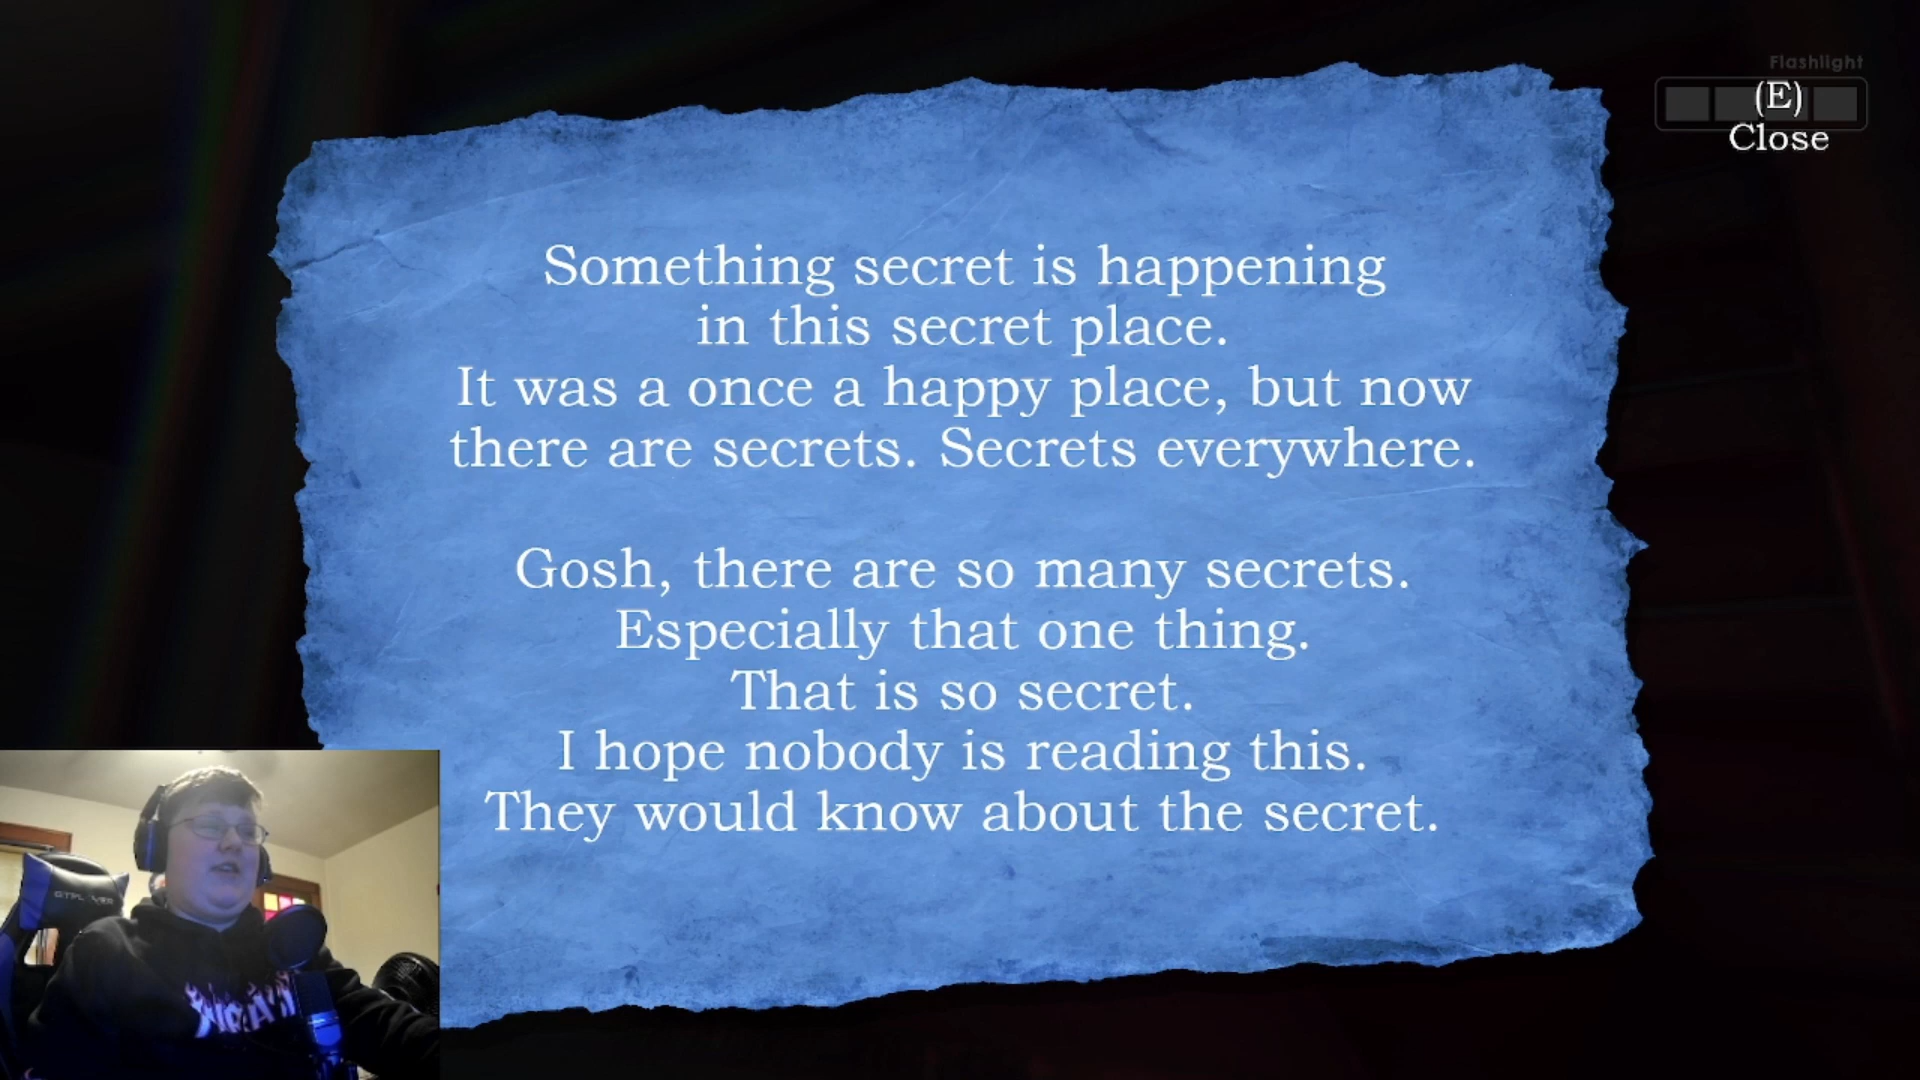 Flashlight
(E)
Close
Something secret is happening
in this secret place.
It was a once a happy place, but now
there are secrets. Secrets everywhere.
Gosh, there are so many secrets.
Especially that one thing.
That is so secret.
I hope nobody is reading this.
They would know about the secret.